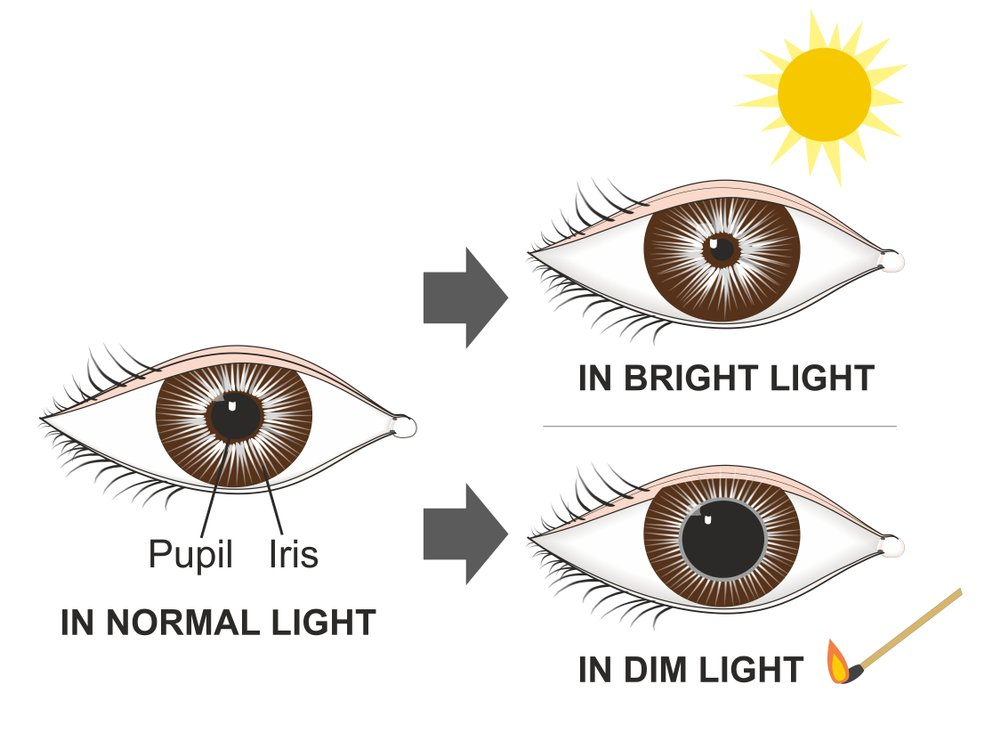 Pupil Iris
IN NORMAL LIGHT
IN BRIGHT LIGHT
IN DIM LIGHT